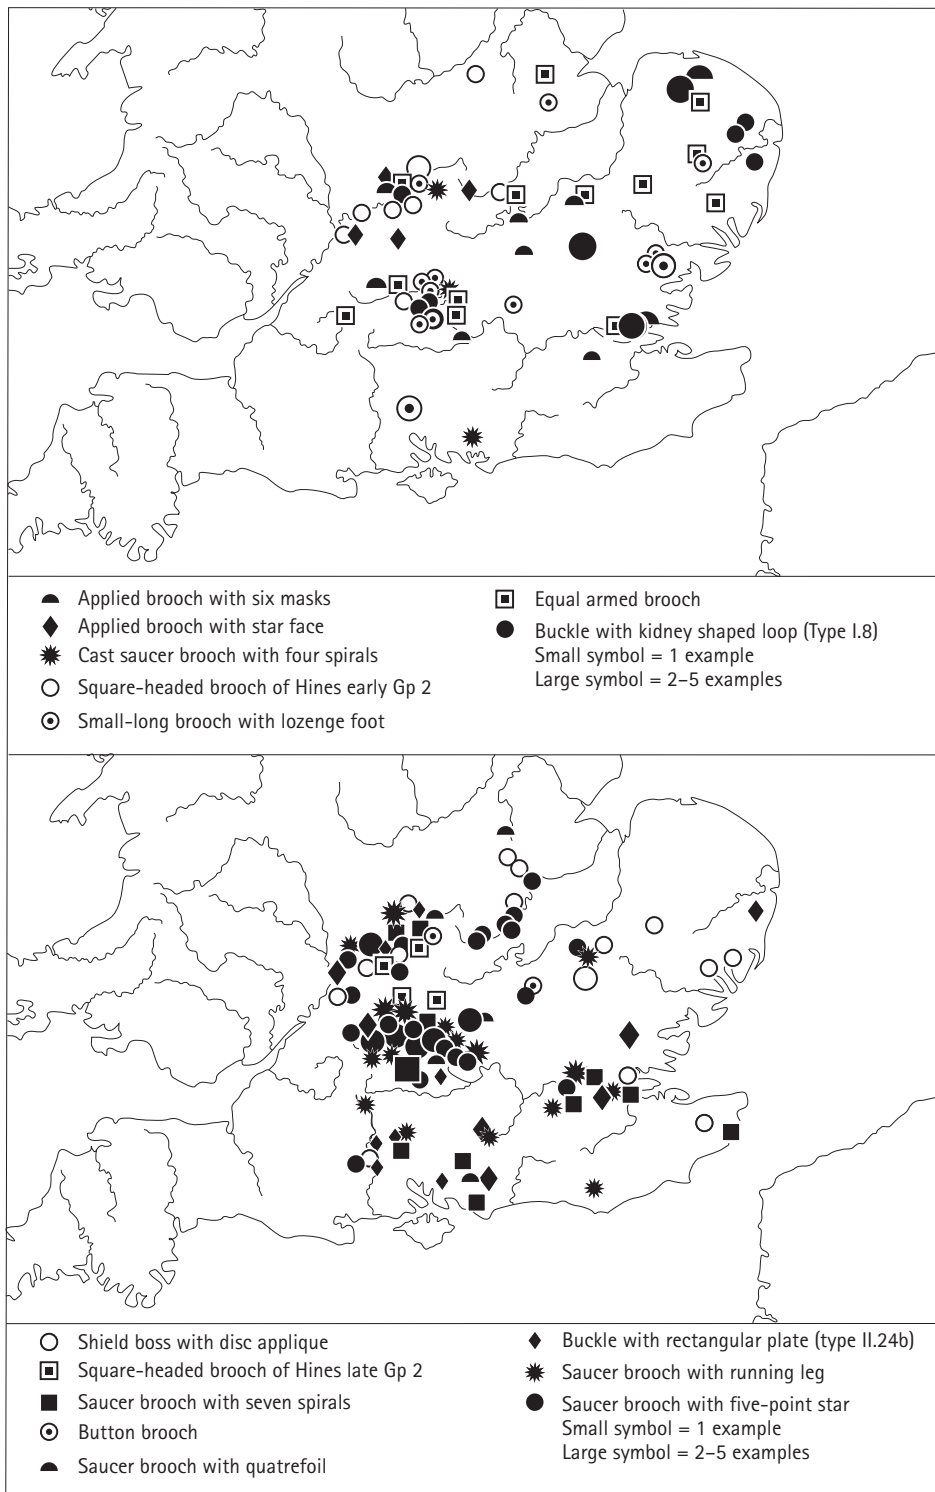 Applied brooch with six masks
Applied brooch with star face
Cast saucer brooch with four spirals
Square-headed brooch of Hines early Gp 2
Small-long brooch with lozenge foot
Equal armed brooch
Buckle with kidney shaped loop (Type I.8)
Small symbol = 1 example
Large symbol = 2–5 examples
Shield boss with disc applique
Square-headed brooch of Hines late Gp 2
Saucer brooch with seven spirals
Button brooch
Saucer brooch with quatrefoil
Buckle with rectangular plate (type II.24b)
Saucer brooch with running leg
Saucer brooch with five-point star
Small symbol = 1 example
Large symbol = 2–5 examples